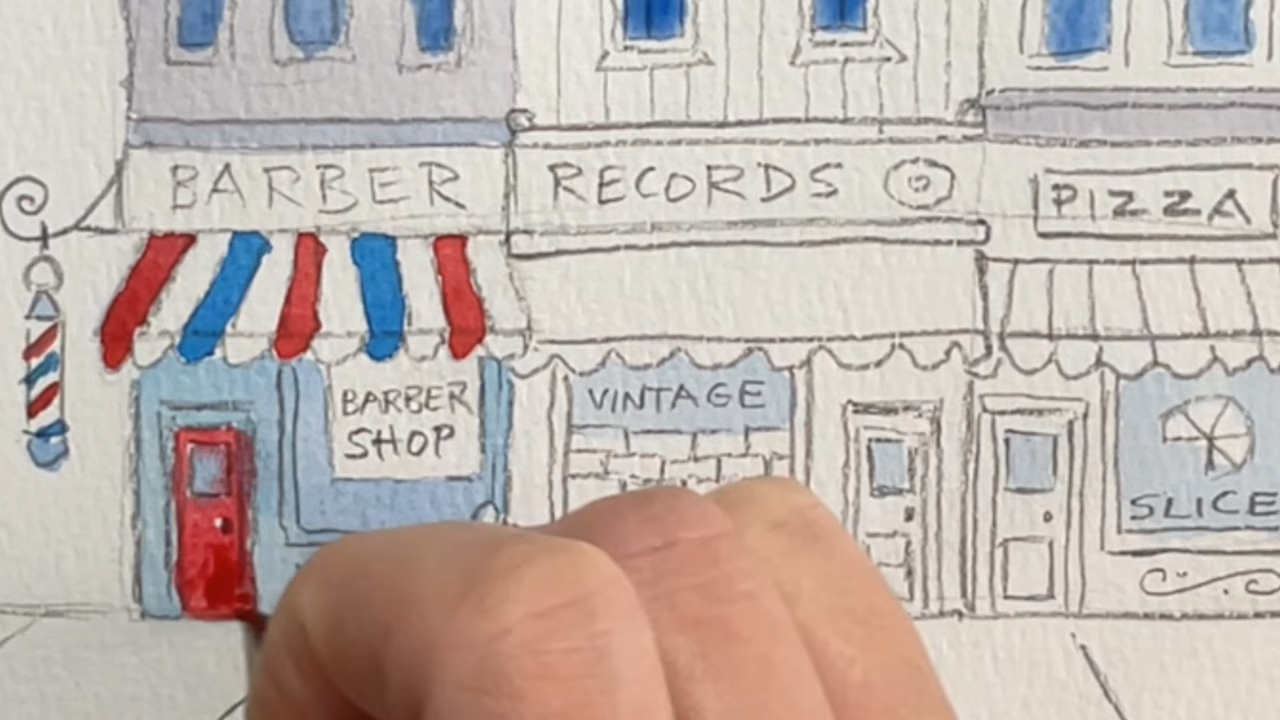 BARBER
RECORDS
PIZZA
BARBER
SHOP
VINTAGE
SLICE